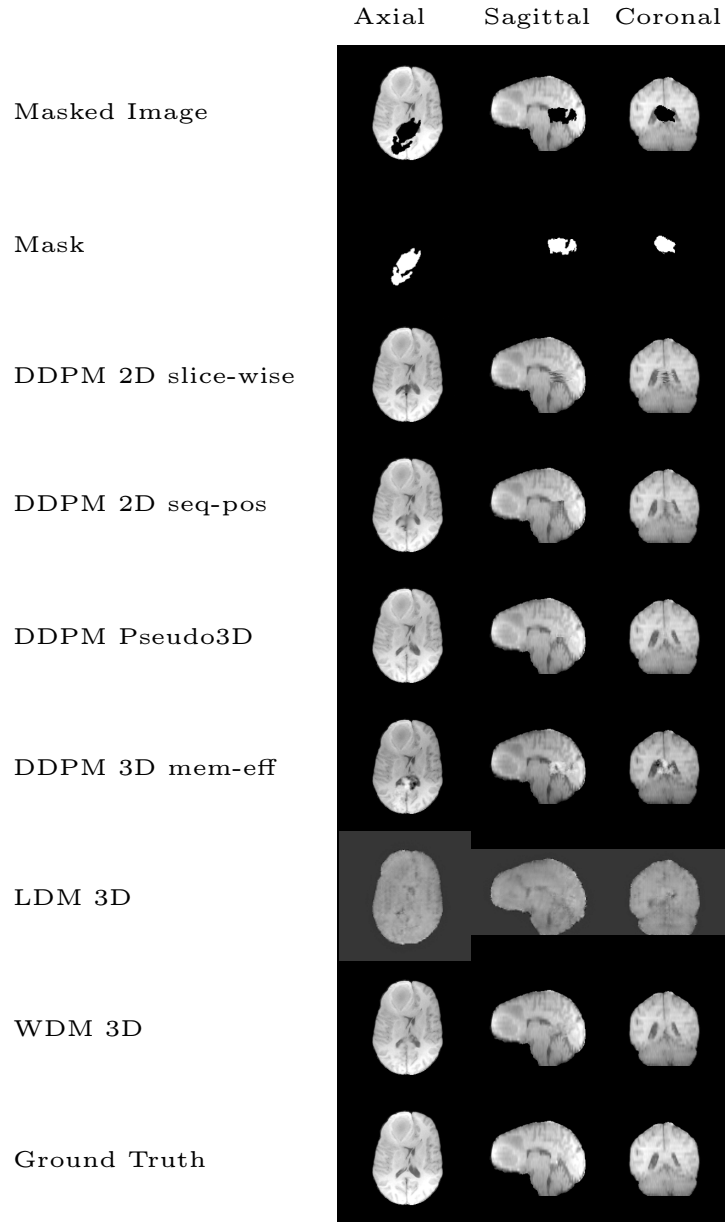 Axial Sagittal Coronal
Masked Image
Mask
DDPM 2D slice-wise
DDPM 2D seq-pos
DDPM Pseudo3D
DDPM 3D mem-eff
LDM 3D
WDM 3D
Ground Truth